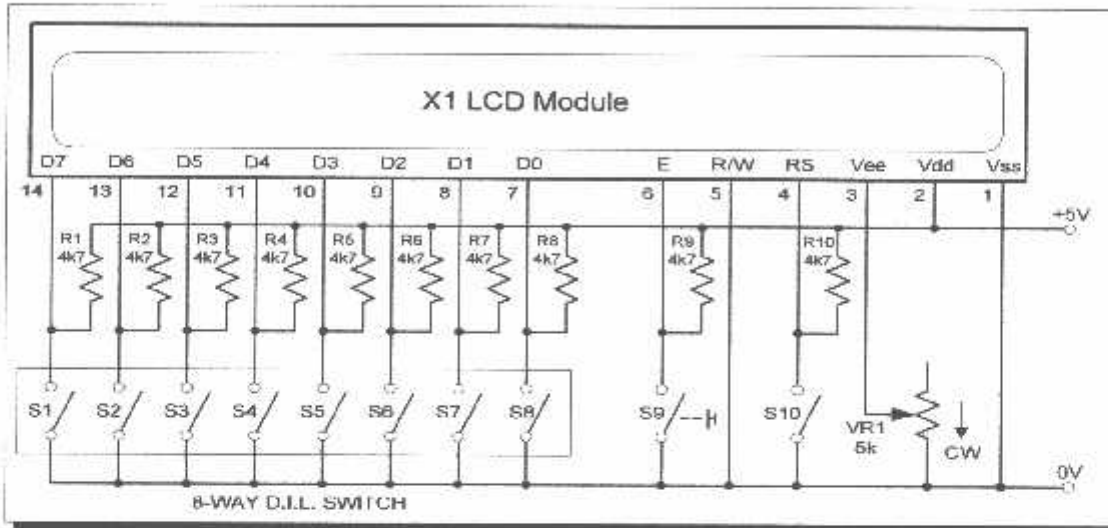 X1 LCD Module
D7 D6 D5 D4 D3 D2 D1 D0 E R/W RS Vee Vdd Vss
14 13 12 11 10 9 8 7 6 5 4 3 2 1
+5V
R1 R2 R3 R4 R5 R6 R7 R8 R9 R10
4k7 4k7 4k7 4k7 4k7 4k7 4k7 4k7 4k7 4k7
S1 S2 S3 S4 S5 S6 S7 S8 S9 S10
VR1
5k
CW
0V
8-WAY D.I.L. SWITCH